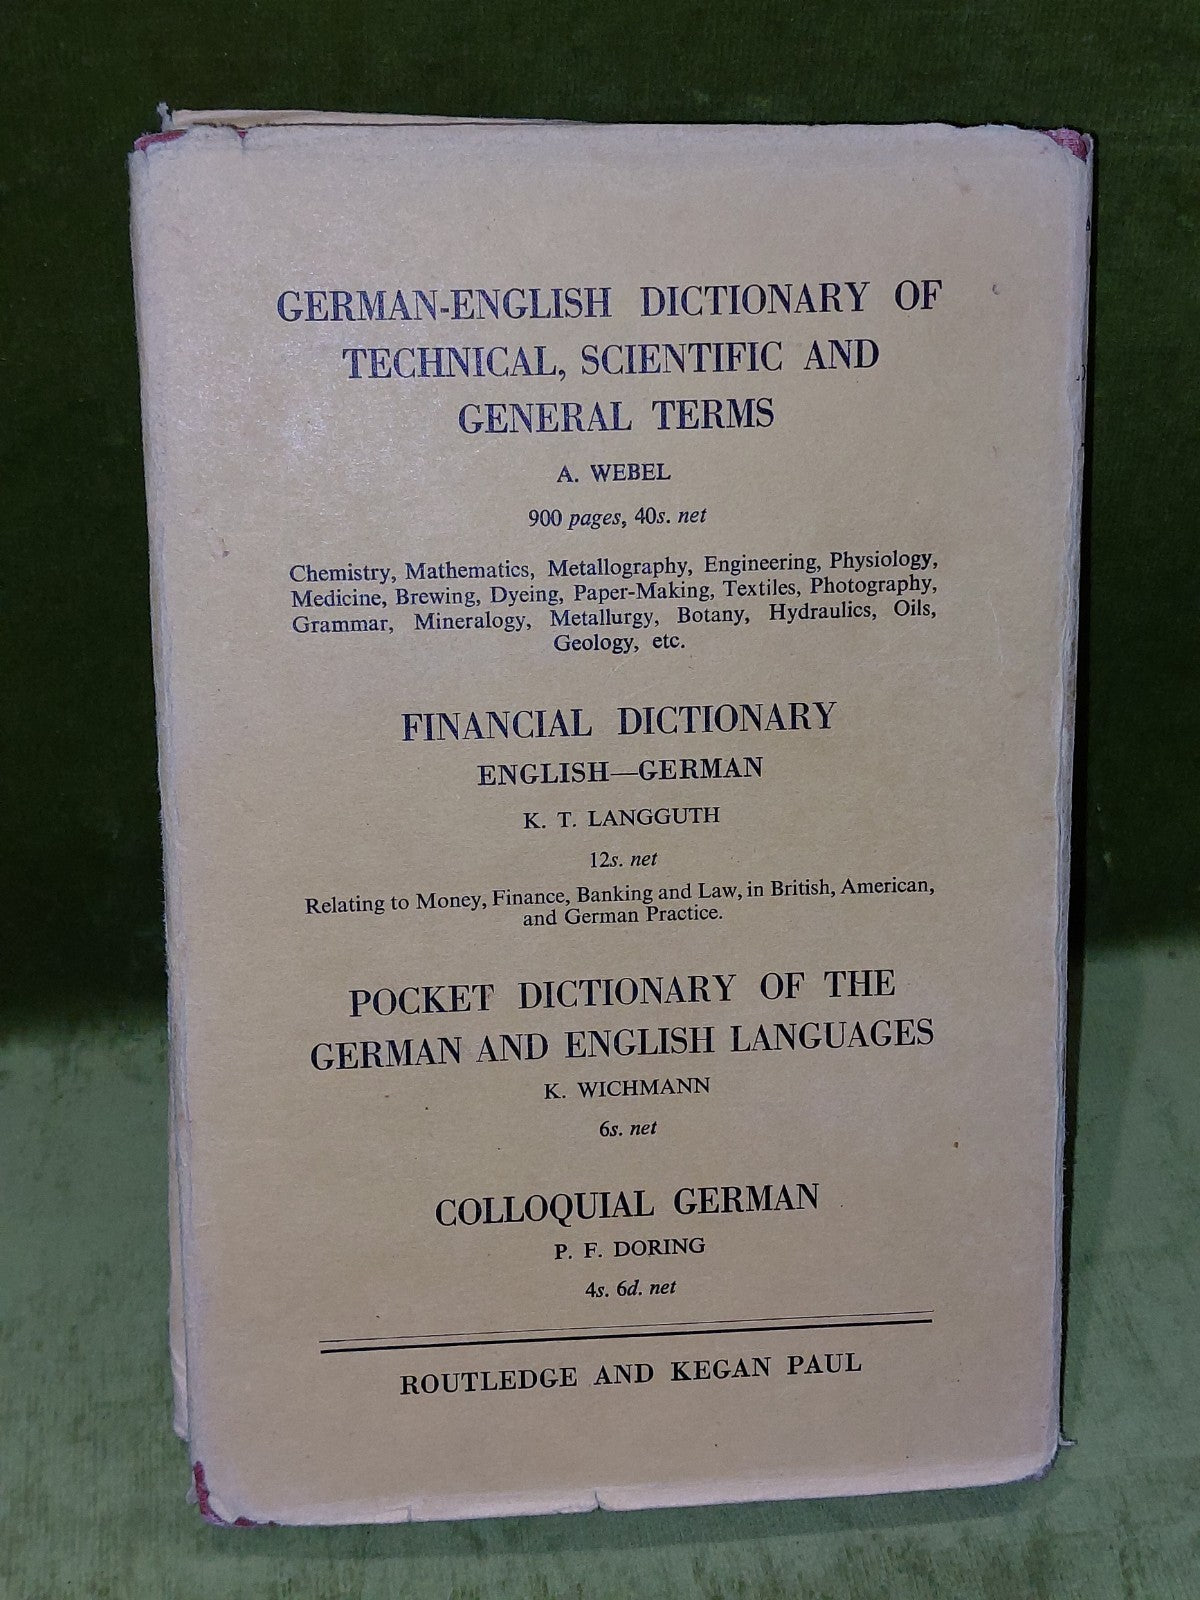 GERMAN-ENGLISH DICTIONARY OF
TECHNICAL, SCIENTIFIC AND
GENERAL TERMS
A. WEBEL
900 pages, 40s. net
Chemistry, Mathematics, Metallography, Engineering, Physiology,
Medicine, Brewing, Dyeing, Paper-Making, Textiles, Photography,
Grammar, Mineralogy, Metallurgy, Botany, Hydraulics, Oils,
Geology, etc.
FINANCIAL DICTIONARY
ENGLISH—GERMAN
K. T. LANGGUTH
12s. net
Relating to Money, Finance, Banking and Law, in British, American,
and German Practice.
POCKET DICTIONARY OF THE
GERMAN AND ENGLISH LANGUAGES
K. WICHMANN
6s. net
COLLOQUIAL GERMAN
P. F. DORING
4s. 6d. net
ROUTLEDGE AND KEGAN PAUL